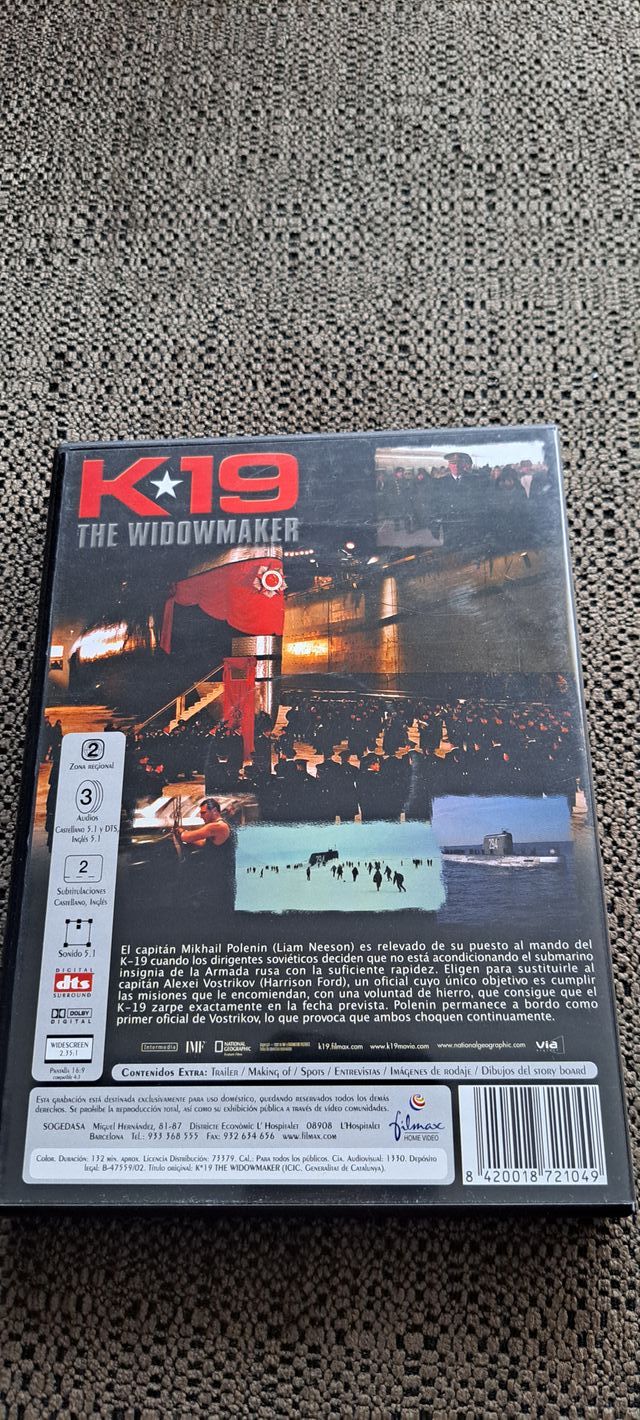 K★19
THE WIDOWMAKER
2
ZONA REGIONAL
3
AUDIOS
CASTELLANO 5.1 Y DTS,
INGLÉS 5.1
2
SUBTITULACIONES
CASTELLANO, INGLÉS
SONIDO 5.1
DIGITAL
dts
SURROUND
DOLBY
DIGITAL
WIDESCREEN
2.35:1
PANTALLA 16:9
COMPATIBLE 4:3
294
El capitán Mikhail Polenin (Liam Neeson) es relevado de su puesto al mando del
K-19 cuando los dirigentes soviéticos deciden que no está acondicionando el submarino
insignia de la Armada rusa con la suficiente rapidez. Eligen para sustituirle al
capitán Alexei Vostrikov (Harrison Ford), un oficial cuyo único objetivo es cumplir
las misiones que le encomiendan, con una voluntad de hierro, que consigue que el
K-19 zarpe exactamente en la fecha prevista. Polenin permanece a bordo como
primer oficial de Vostrikov, lo que provoca que ambos choquen continuamente.
Intermedia IMF NATIONAL GEOGRAPHIC k19.filmax.com www.k19movie.com www.nationalgeographic.com vía DIGITAL
CONTENIDOS EXTRA: TRAILER / MAKING OF / SPOTS / ENTREVISTAS / IMÁGENES DE RODAJE / DIBUJOS DEL STORY BOARD
ESTA GRABACIÓN ESTÁ DESTINADA EXCLUSIVAMENTE PARA USO DOMÉSTICO, QUEDANDO RESERVADOS TODOS LOS DEMÁS
DERECHOS. SE PROHÍBE LA REPRODUCCIÓN TOTAL, ASÍ COMO SU EXHIBICIÓN PÚBLICA A TRAVÉS DE VÍDEO COMUNIDADES.
SOGEDASA MIGUEL HERNÁNDEZ, 81-87 DISTRICTE ECONÒMIC L' HOSPITALET 08908 L'HOSPITALET
BARCELONA TEL: 933 368 555 FAX: 932 634 656 WWW.FILMAX.COM
filmax
HOME VIDEO
COLOR. DURACIÓN: 132 MIN. APROX. LICENCIA DISTRIBUCIÓN: 73379. CAL.: PARA TODOS LOS PÚBLICOS. CÍA. AUDIOVISUAL: 1330. DEPÓSITO
LEGAL: B-47559/02. TÍTULO ORIGINAL: K*19 THE WIDOWMAKER (ICIC. GENERALITAT DE CATALUNYA).
8 420018 721049